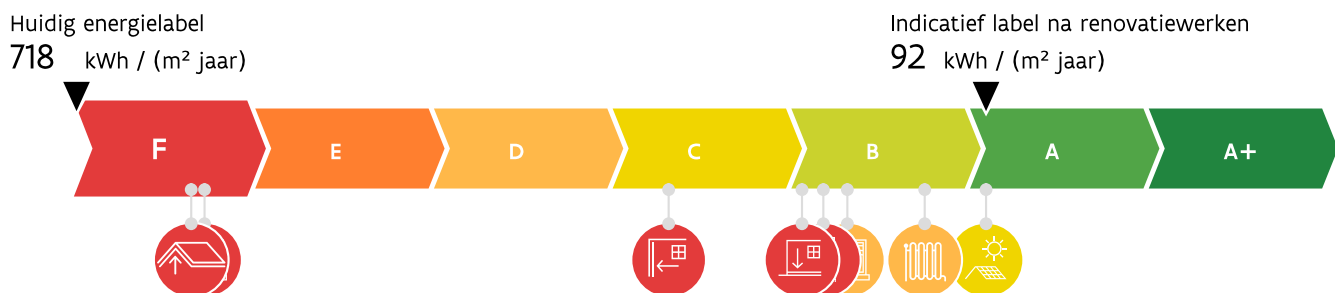 Huidig energielabel
718 kWh / (m² jaar)
Indicatief label na renovatiewerken
92 kWh / (m² jaar)
F E D C B A A+